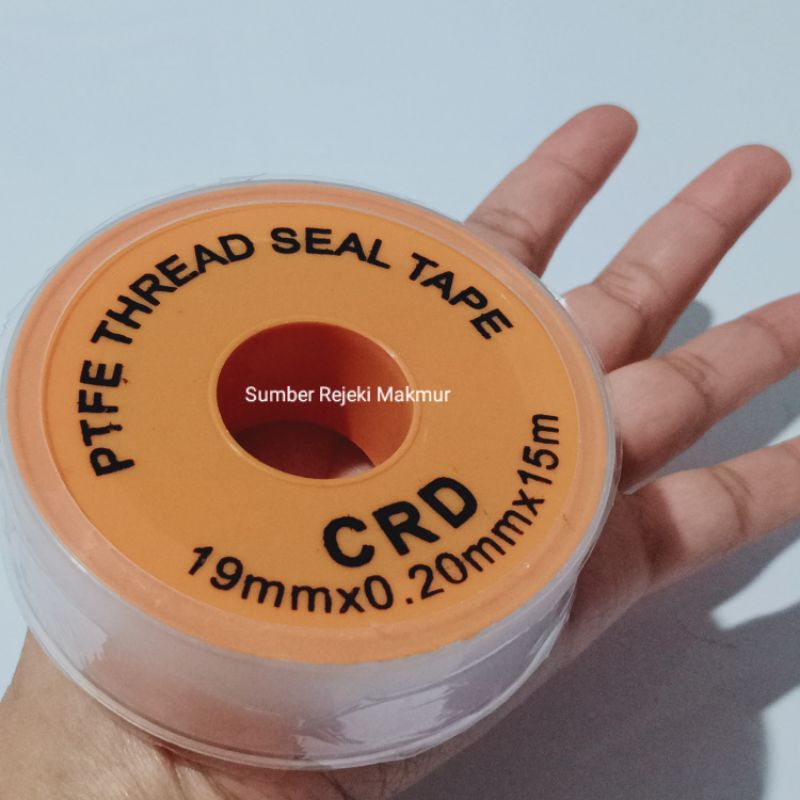 PTFE THREAD SEAL TAPE
Sumber Rejeki Makmur
CRD
19mmx0.20mmx15m